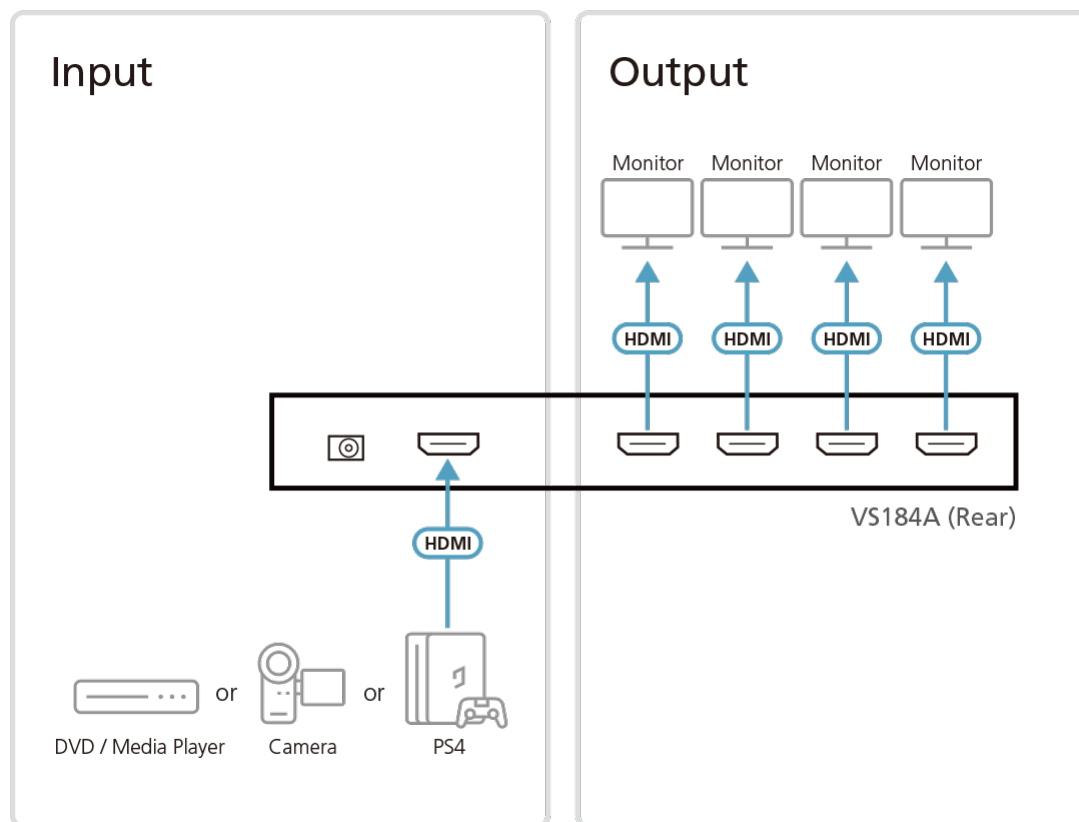 Input
Output
Monitor Monitor Monitor Monitor
HDMI HDMI HDMI HDMI
VS184A (Rear)
HDMI
or or
DVD / Media Player Camera PS4